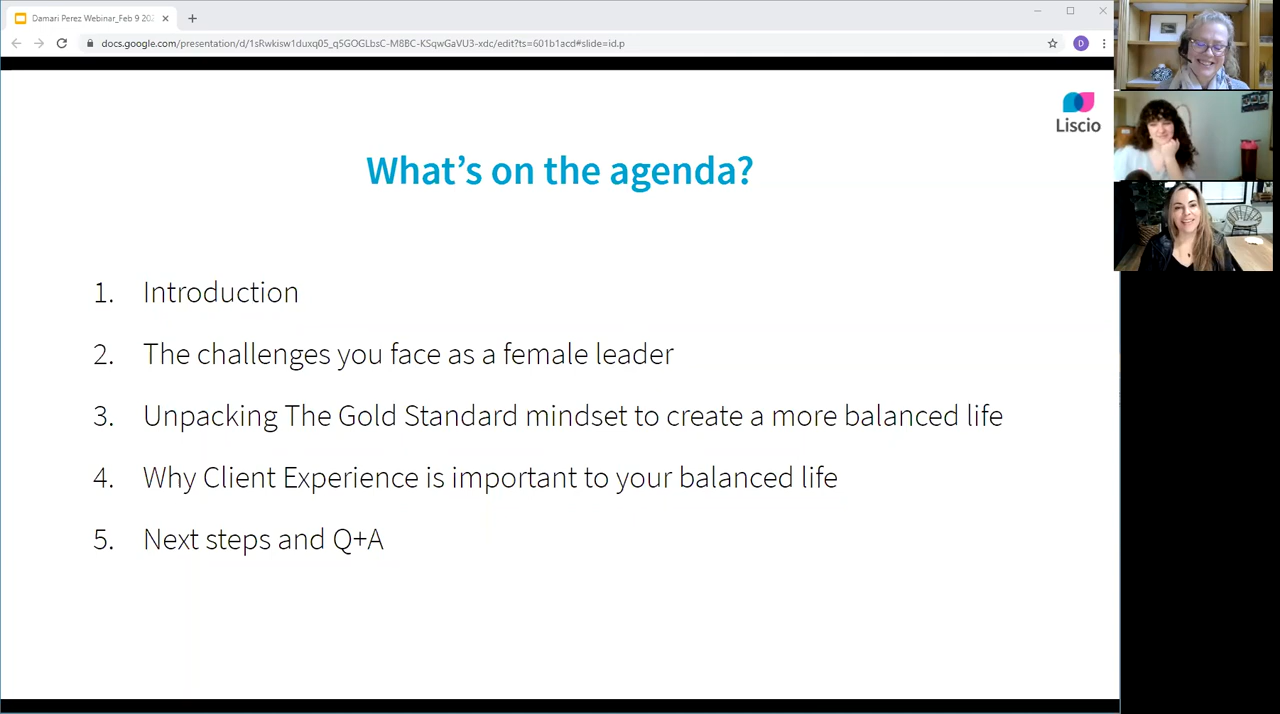 Damari Perez Webinar_Feb 9 202
docs.google.com/presentation/d/1sRwkisw1duxq05_q5GOGLbsC-M8BC-KSqwGaVU3-xdc/edit?ts=601b1acd#slide=id.p
D
Liscio
What's on the agenda?
1. Introduction
2. The challenges you face as a female leader
3. Unpacking The Gold Standard mindset to create a more balanced life
4. Why Client Experience is important to your balanced life
5. Next steps and Q+A